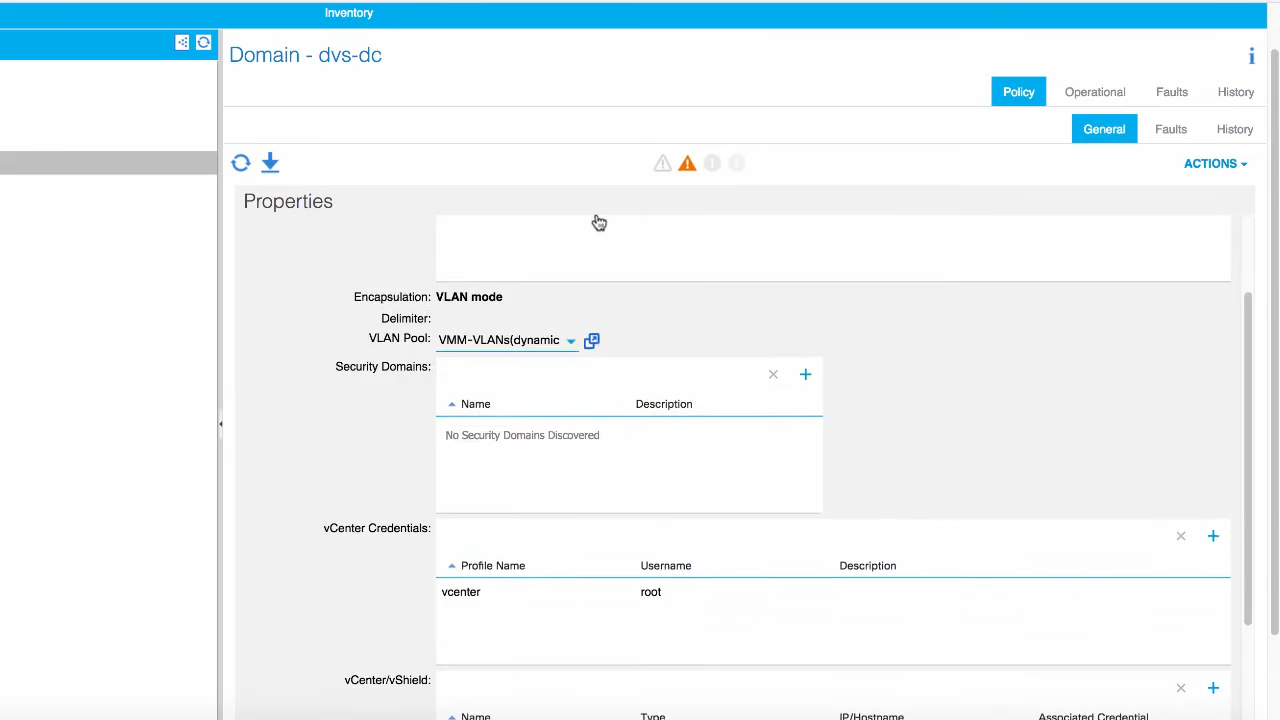 Inventory
Domain - dvs-dc
Policy Operational Faults History
General Faults History
ACTIONS
Properties
Encapsulation: VLAN mode
Delimiter:
VLAN Pool: VMM-VLANs(dynamic
Security Domains:
Name Description
No Security Domains Discovered
vCenter Credentials:
Profile Name Username Description
vcenter root
vCenter/vShield:
Name Type IP/Hostname Associated Credential